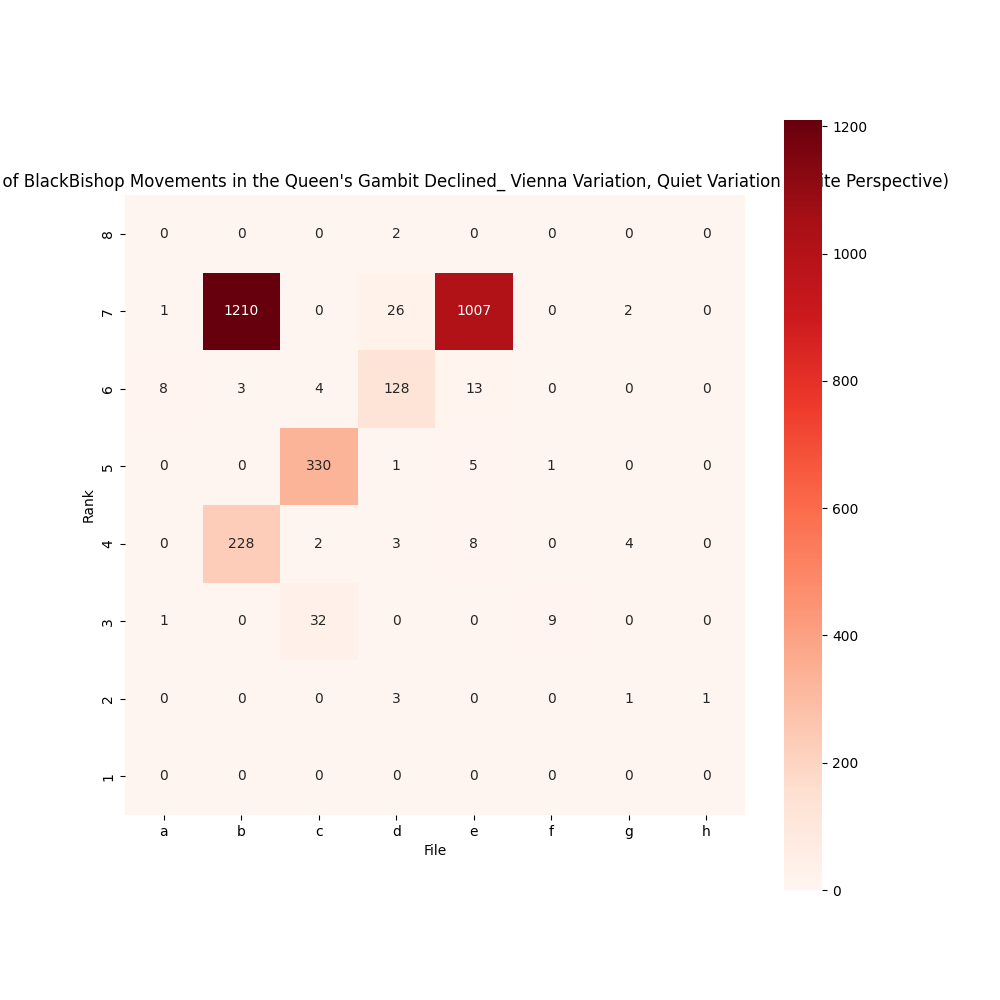 1200
of BlackBishop Movements in the Queen's Gambit Declined_ Vienna Variation, Quiet Variation ite Perspective)
8 0 0 0 2 0 0 0 0
1000
7 1 1210 0 26 1007 0 2 0
6 8 3 4 128 13 0 0 0
800
5 0 0 330 1 5 1 0 0
Rank
600
4 0 228 2 3 8 0 4 0
400
3 1 0 32 0 0 9 0 0
2 0 0 0 3 0 0 1 1
200
1 0 0 0 0 0 0 0 0
a b c d e f g h
File
0